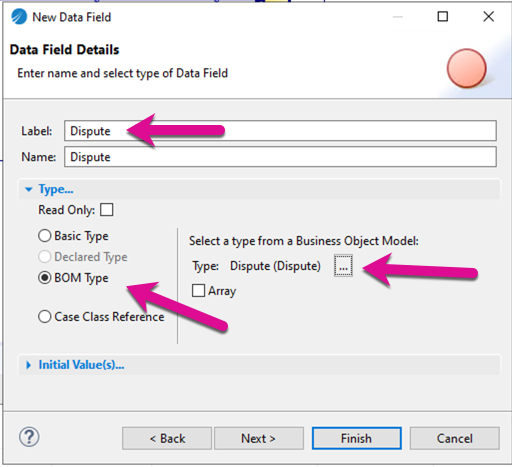 New Data Field
Data Field Details
Enter name and select type of Data Field
Label: Dispute
Name: Dispute
Type...
Read Only:
Basic Type
Declared Type
BOM Type
Case Class Reference
Select a type from a Business Object Model:
Type: Dispute (Dispute) ...
Array
Initial Value(s)...
?
< Back Next > Finish Cancel